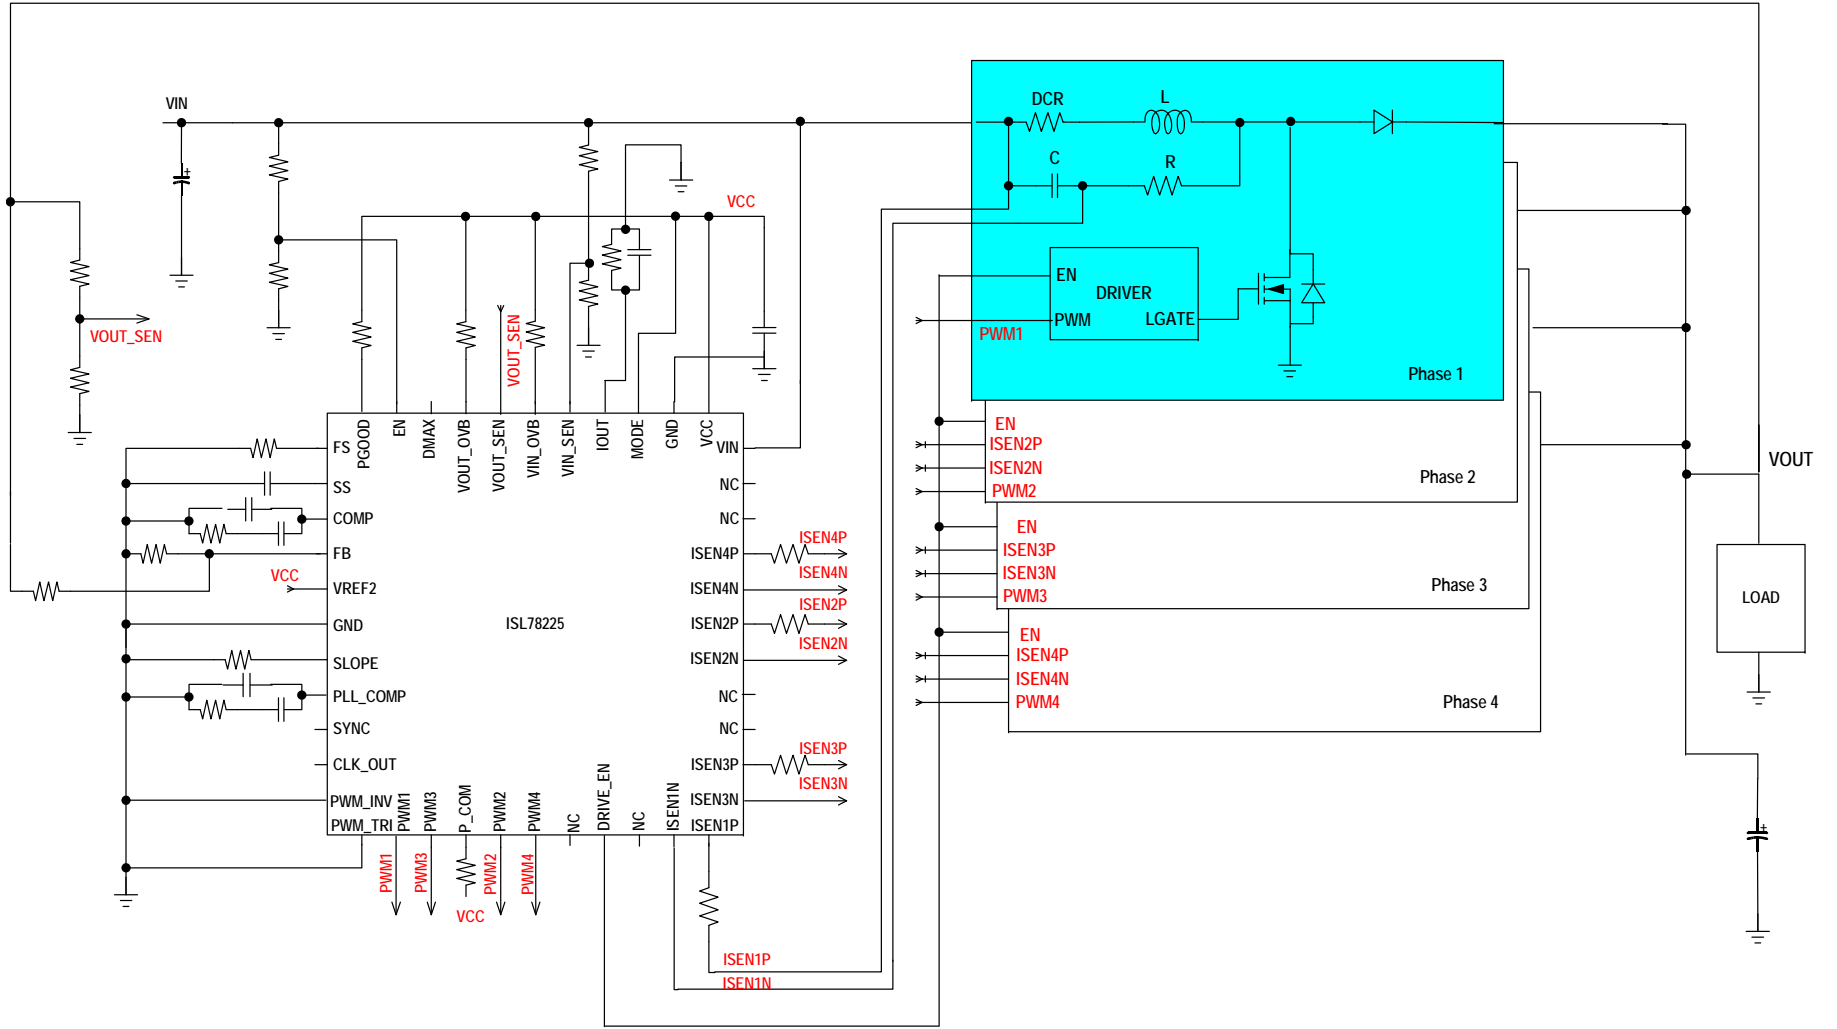 VIN
DCR
L
C
R
VCC
EN
DRIVER
PWM
LGATE
PWM1
Phase 1
VOUT_SEN
VOUT_SEN
PGOOD
EN
DMAX
VOUT_OVB
VOUT_SEN
VIN_OVB
VIN_SEN
IOUT
MODE
GND
VCC
FS
SS
COMP
FB
VCC
VREF2
GND
SLOPE
PLL_COMP
SYNC
CLK_OUT
PWM_INV
PWM_TRI
ISL78225
VIN
NC
NC
ISEN4P
ISEN4N
ISEN2P
ISEN2N
NC
NC
ISEN3P
ISEN3N
ISEN1P
ISEN4P
ISEN4N
ISEN2P
ISEN2N
ISEN3P
ISEN3N
PWM1
PWM3
P_COM
PWM2
PWM4
NC
DRIVE_EN
NC
ISEN1N
PWM1
PWM3
VCC
PWM2
PWM4
ISEN1P
ISEN1N
EN
ISEN2P
ISEN2N
PWM2
Phase 2
EN
ISEN3P
ISEN3N
PWM3
Phase 3
EN
ISEN4P
ISEN4N
PWM4
Phase 4
VOUT
LOAD